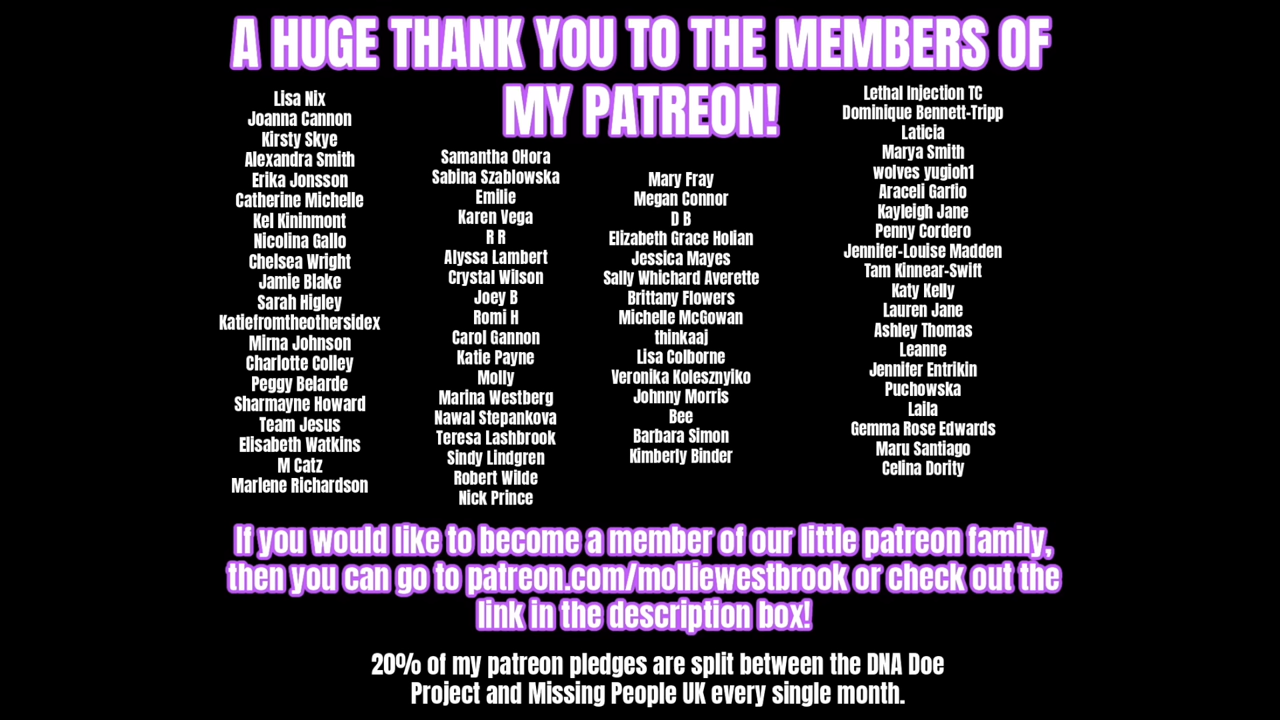 A HUGE THANK YOU TO THE MEMBERS OF
MY PATREON!
Lisa Nix
Joanna Cannon
Kirsty Skye
Alexandra Smith
Erika Jonsson
Catherine Michelle
Kel Kininmont
Nicolina Gallo
Chelsea Wright
Jamie Blake
Sarah Higley
Katiefromtheothersidex
Mirna Johnson
Charlotte Colley
Peggy Belarde
Sharmayne Howard
Team Jesus
Elisabeth Watkins
M Catz
Marlene Richardson
Samantha OHora
Sabina Szablowska
Emilie
Karen Vega
R R
Alyssa Lambert
Crystal Wilson
Joey B
Romi H
Carol Gannon
Katie Payne
Molly
Marina Westberg
Nawal Stepankova
Teresa Lashbrook
Sindy Lindgren
Robert Wilde
Nick Prince
Mary Fray
Megan Connor
D B
Elizabeth Grace Holian
Jessica Mayes
Sally Whichard Averette
Brittany Flowers
Michelle McGowan
thinkaaj
Lisa Colborne
Veronika Kolesznyiko
Johnny Morris
Bee
Barbara Simon
Kimberly Binder
Lethal Injection TC
Dominique Bennett-Tripp
Laticia
Marya Smith
wolves yugioh1
Araceli Garfio
Kayleigh Jane
Penny Cordero
Jennifer-Louise Madden
Tam Kinnear-Swift
Katy Kelly
Lauren Jane
Ashley Thomas
Leanne
Jennifer Entrikin
Puchowska
Laila
Gemma Rose Edwards
Maru Santiago
Celina Dority
If you would like to become a member of our little patreon family,
then you can go to patreon.com/molliewestbrook or check out the
link in the description box!
20% of my patreon pledges are split between the DNA Doe
Project and Missing People UK every single month.